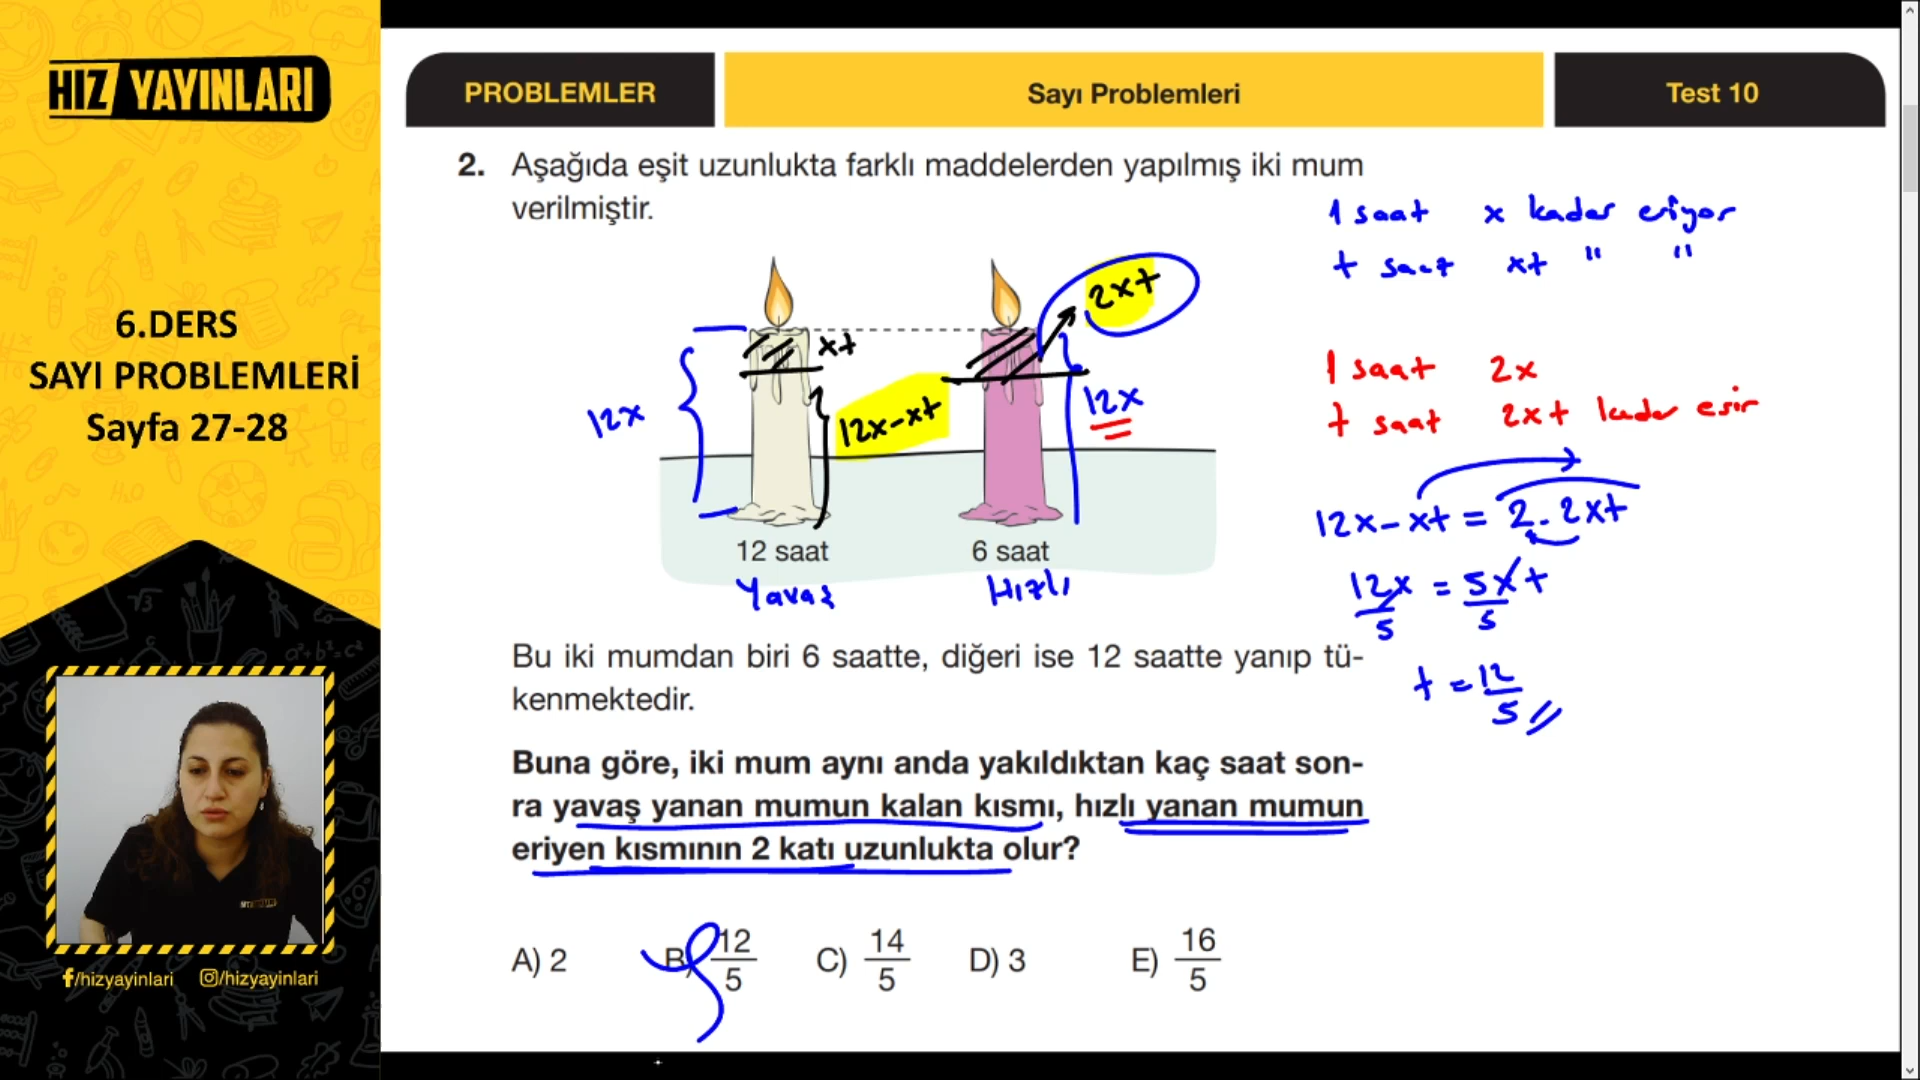 HIZ YAYINLARI
6.DERS
SAYI PROBLEMLERİ
Sayfa 27-28
/hizyayinlari
/hizyayinlari
PROBLEMLER
Sayı Problemleri
Test 10
2. Aşağıda eşit uzunlukta farklı maddelerden yapılmış iki mum
verilmiştir.
2xt
xt
12x
12x-xt
12x
12 saat
6 saat
Yavaş
Hızlı
Bu iki mumdan biri 6 saatte, diğeri ise 12 saatte yanıp tü-
kenmektedir.
Buna göre, iki mum aynı anda yakıldıktan kaç saat son-
ra yavaş yanan mumun kalan kısmı, hızlı yanan mumun
eriyen kısmının 2 katı uzunlukta olur?
A) 2 B) 12/5 C) 14/5 D) 3 E) 16/5
1 saat x kadar eriyor
t saat xt " "
1 saat 2x
t saat 2xt kadar erir
12x-xt = 2.2xt
12x/5 = 5xt/5
t = 12/5